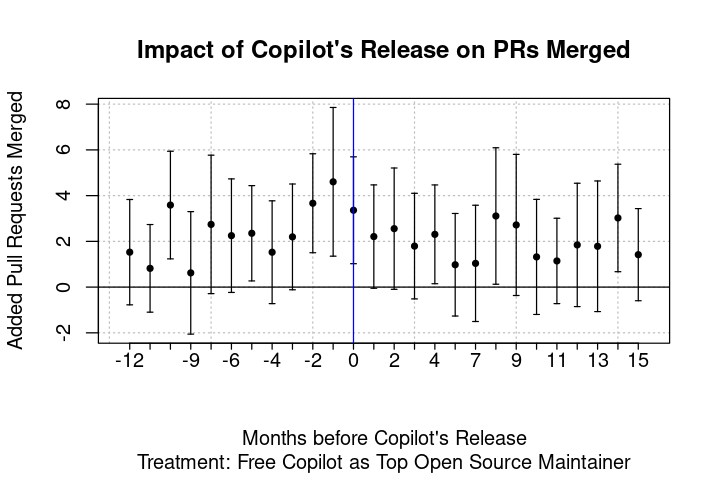 Impact of Copilot's Release on PRs Merged
Added Pull Requests Merged
8
6
4
2
0
-2
-12 -9 -6 -4 -2 0 2 4 7 9 11 13 15
Months before Copilot's Release
Treatment: Free Copilot as Top Open Source Maintainer